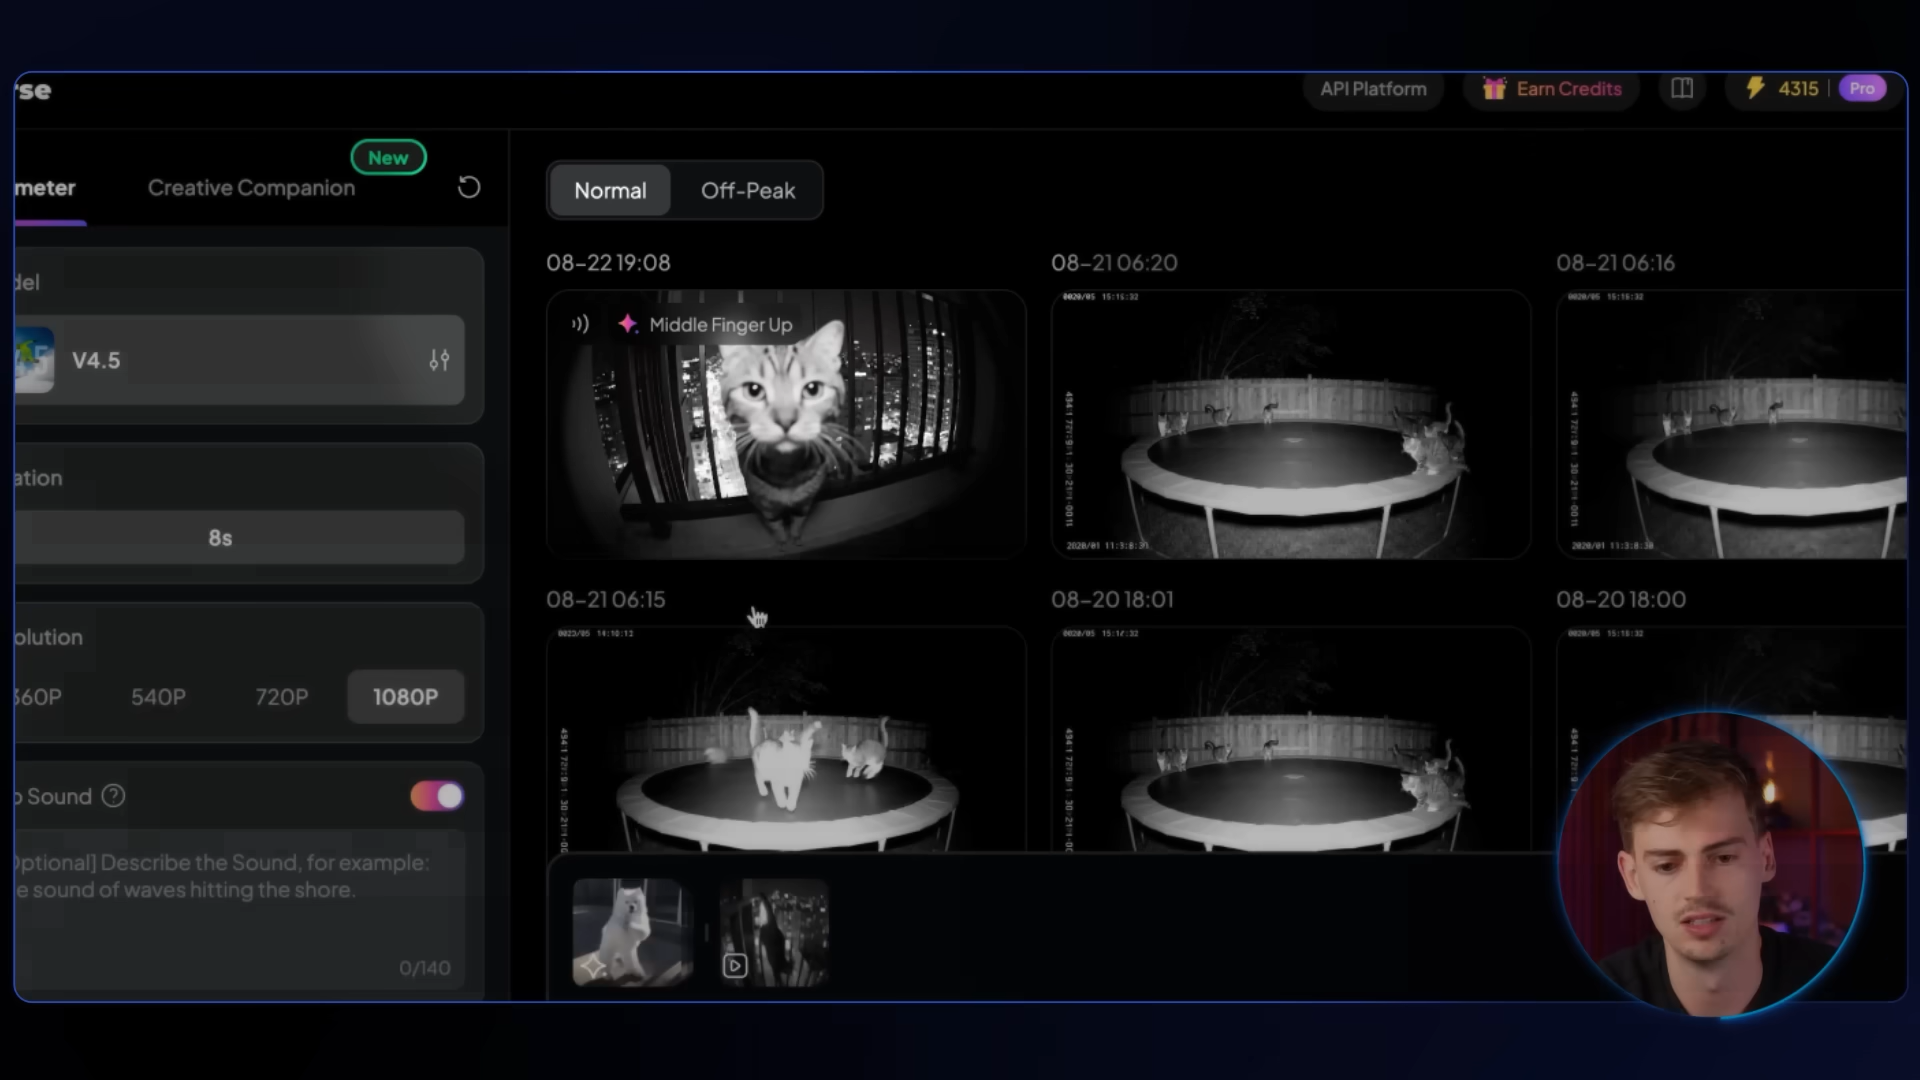 rse
API Platform
Earn Credits
4315
Pro
New
meter
Creative Companion
Normal
Off-Peak
08-22 19:08
08-21 06:20
08-21 06:16
del
Middle Finger Up
V4.5
ation
8s
08-21 06:15
08-20 18:01
08-20 18:00
olution
360P
540P
720P
1080P
o Sound
ptional] Describe the Sound, for example:
e sound of waves hitting the shore.
0/140